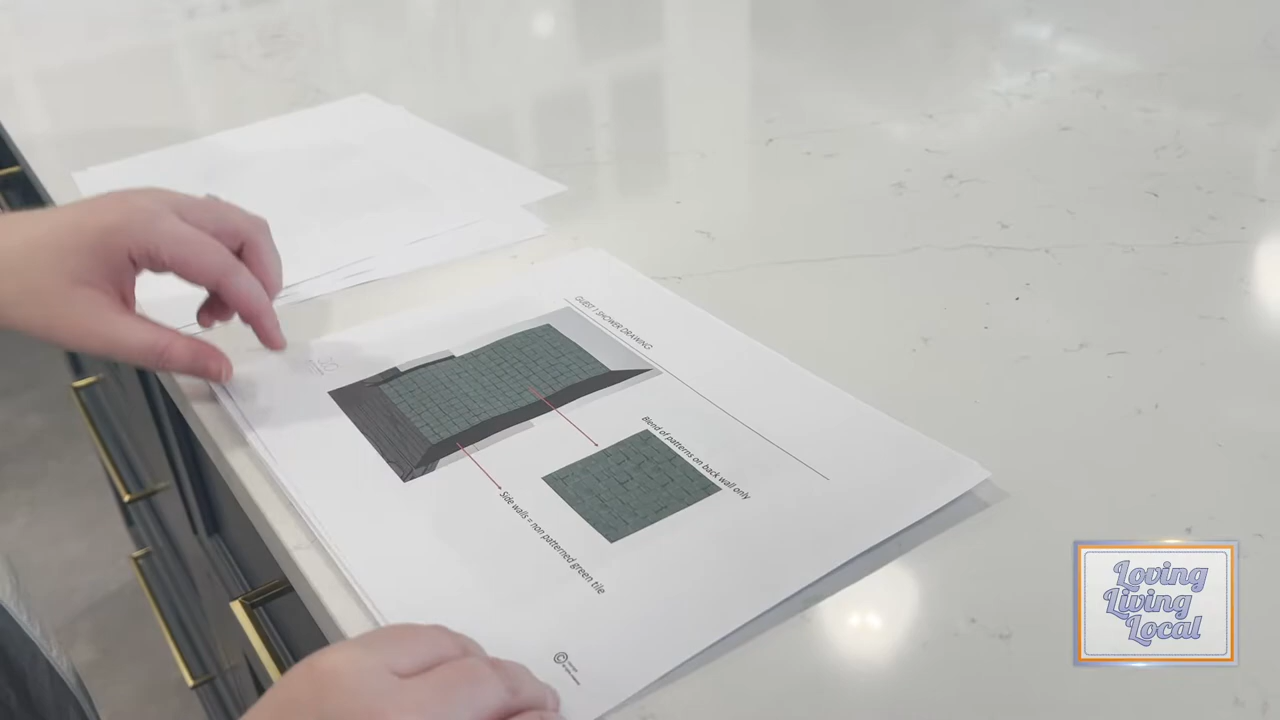 GUEST 1 SHOWER DRAWING
Blend of patterns on back wall only
Side walls = non patterned green tile
©
Loving
Living
Local